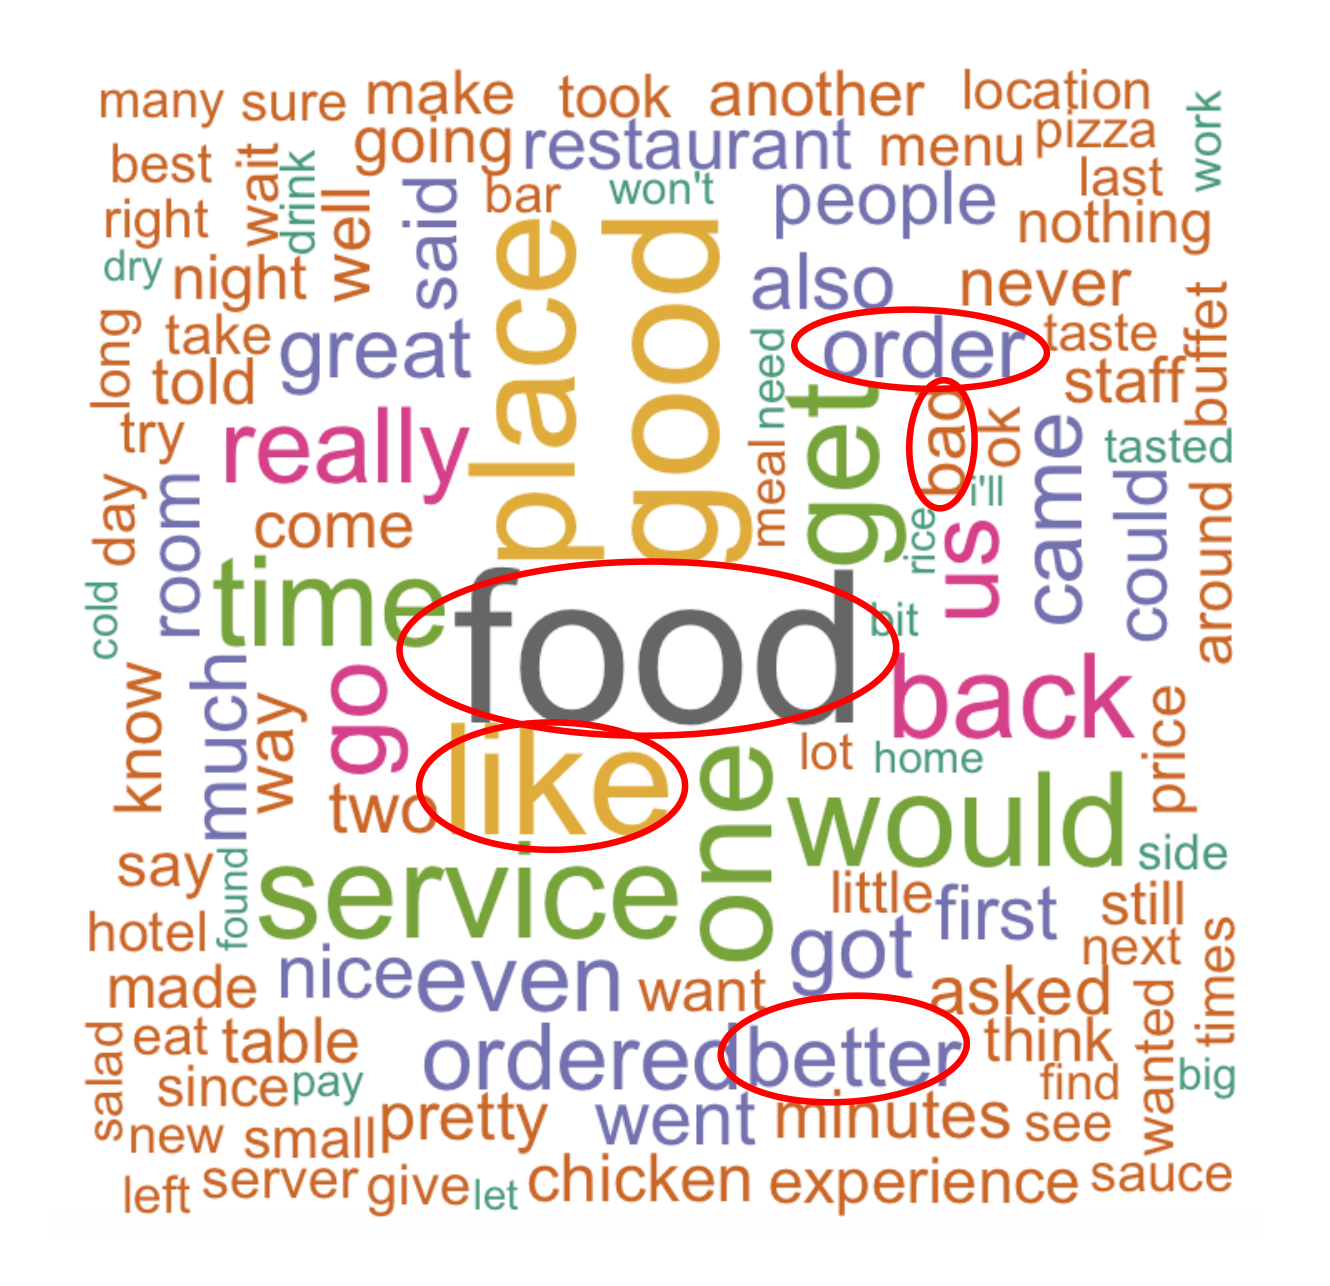 many sure make took another location
going restaurant menu pizza work
best wait drink well said bar won't people last
right nothing
dry night place good also never
long take great need order taste buffet
told staff
try really meal get bad ok came tasted
day room come i'll could around
cold time rice us
food bit
know much way go back price
two like one lot home
would
say found service side
hotel little first still
nice even got next times
made want asked wanted
salad eat table ordered better think
since pay find big
new small pretty went minutes see
left server give let chicken experience sauce